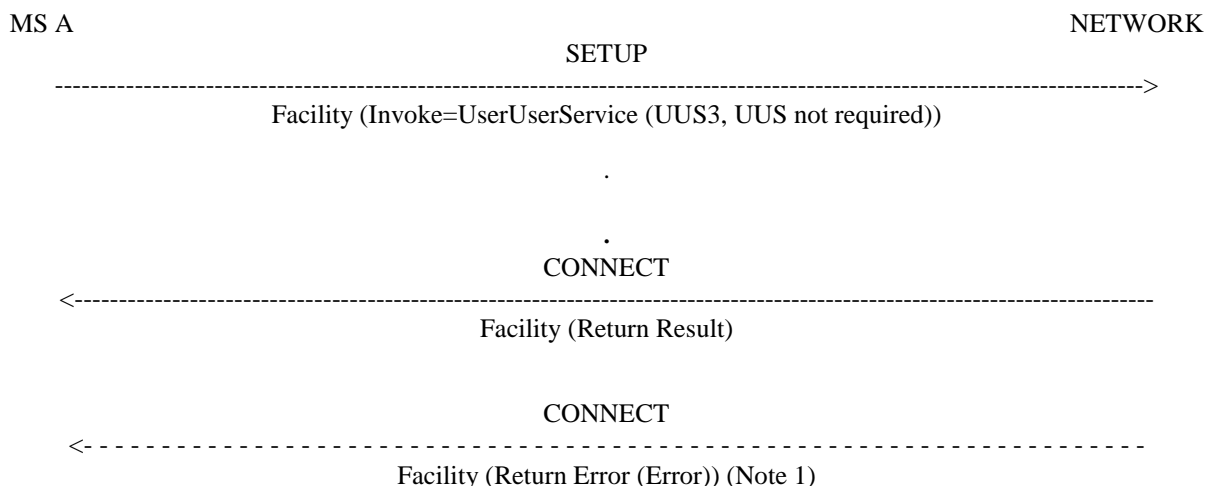 MS A NETWORK
SETUP
------------------------------------------------------------------------------------------------------------------------>
Facility (Invoke=UserUserService (UUS3, UUS not required))
.
.
CONNECT
<------------------------------------------------------------------------------------------------------------------------
Facility (Return Result)
CONNECT
<- - - - - - - - - - - - - - - - - - - - - - - - - - - - - - - - - - - - - - - - - - - - - - - - - - - - - - - - - - - - - - - - - - - - - - - -
Facility (Return Error (Error)) (Note 1)